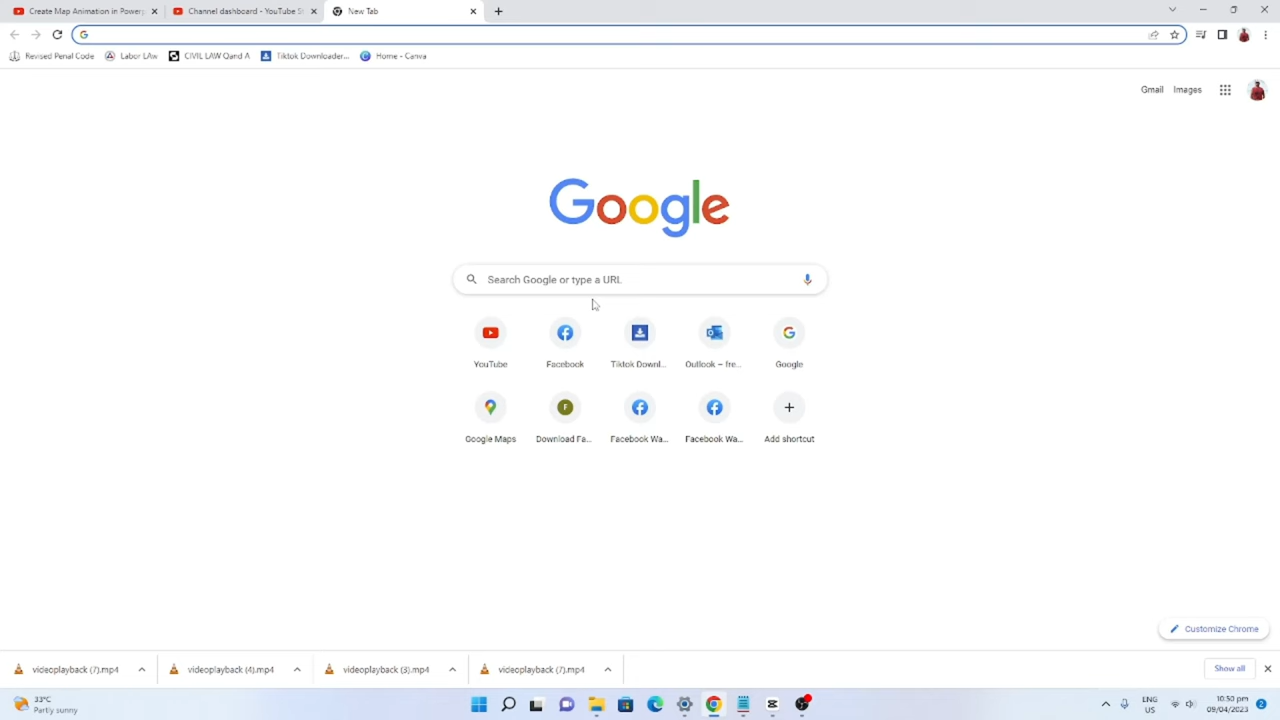 Create Map Animation in Powerp
Channel dashboard - YouTube St
New Tab
Revised Penal Code
Labor LAw
CIVIL LAW Qand A
Tiktok Downloader...
Home - Canva
Gmail
Images
Google
Search Google or type a URL
YouTube
Facebook
Tiktok Downl...
Outlook – fre...
Google
Google Maps
Download Fa...
Facebook Wa...
Facebook Wa...
Add shortcut
Customize Chrome
videoplayback (7).mp4
videoplayback (4).mp4
videoplayback (3).mp4
videoplayback (7).mp4
Show all
33°C
Partly sunny
ENG
US
10:50 pm
09/04/2023
2